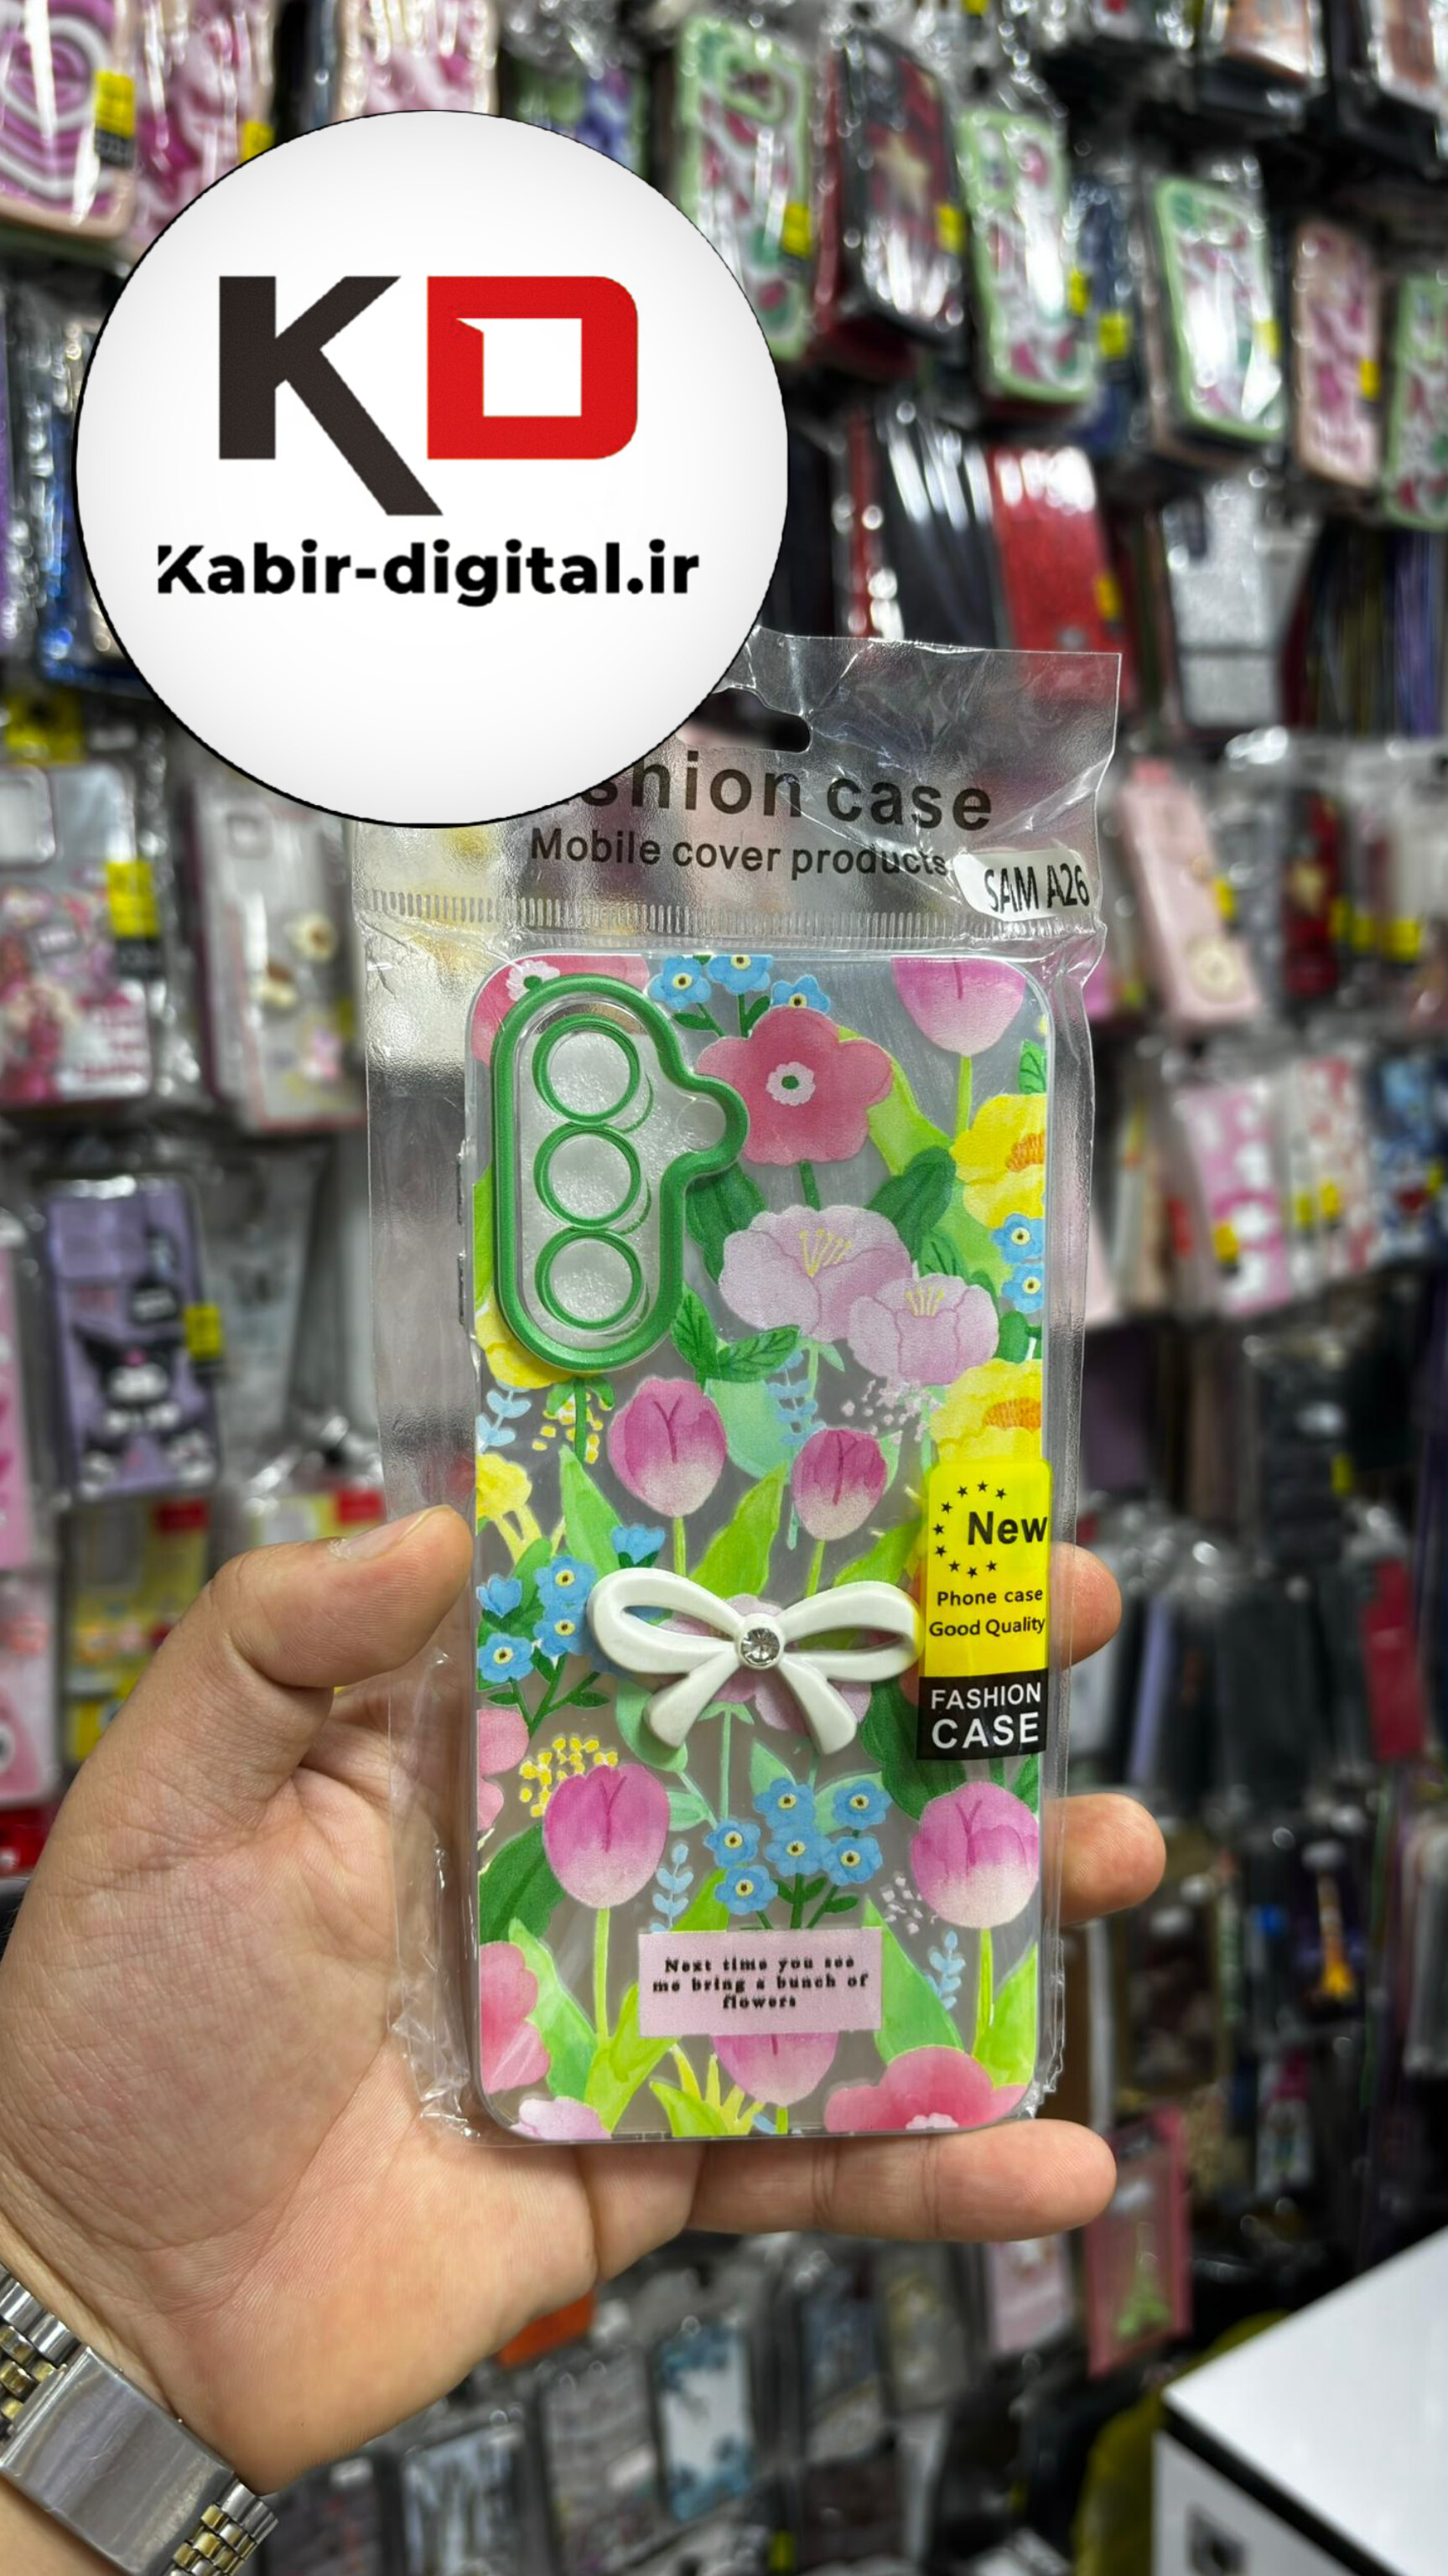 KD
Kabir-digital.ir
shion case
Mobile cover products
SAM A26
New
Phone case
Good Quality
FASHION
CASE
Next time you see
me bring a bunch of
flowers